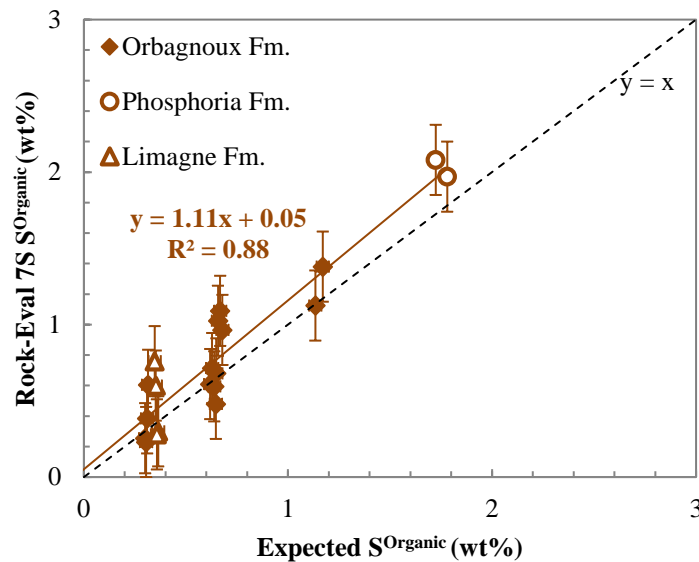 3
Orbagnoux Fm.
y = x
Phosphoria Fm.
2
Limagne Fm.
y = 1.11x + 0.05
R² = 0.88
1
0
0 1 2 3
Rock-Eval 7S S^Organic (wt%)
Expected S^Organic (wt%)